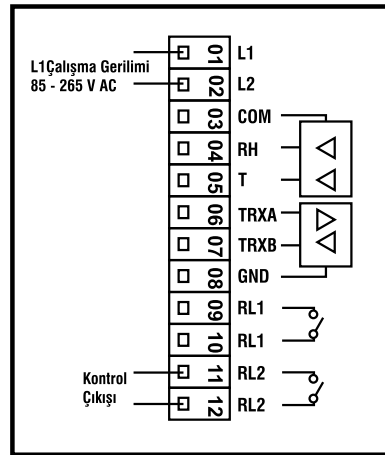 01 L1
L1Çalışma Gerilimi
85 - 265 V AC
02 L2
03 COM
04 RH
05 T
06 TRXA
07 TRXB
08 GND
09 RL1
10 RL1
Kontrol
Çıkışı
11 RL2
12 RL2